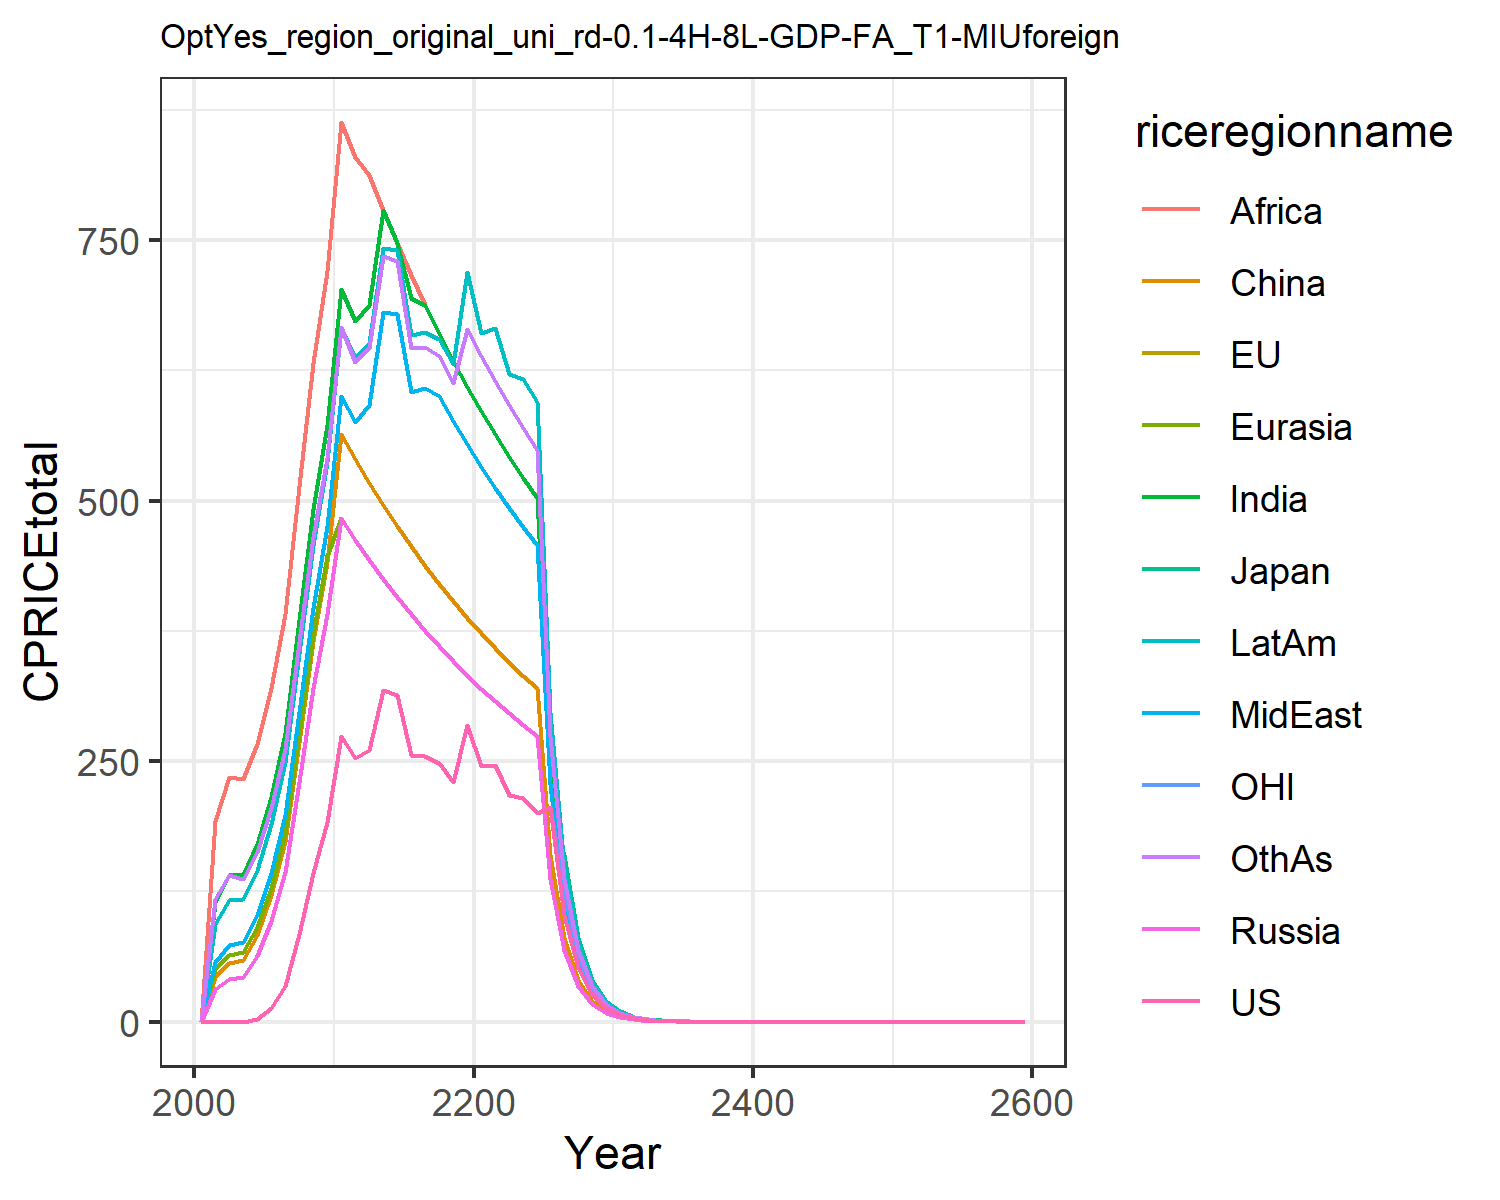 OptYes_region_original_uni_rd-0.1-4H-8L-GDP-FA_T1-MIUforeign
CPRICEtotal
750
500
250
0
2000 2200 2400 2600
Year
riceregionname
Africa
China
EU
Eurasia
India
Japan
LatAm
MidEast
OHI
OthAs
Russia
US